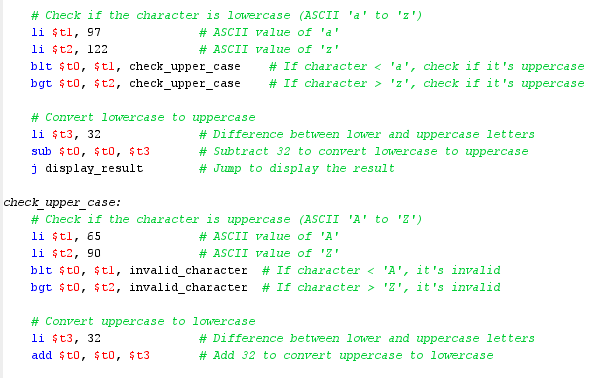 # Check if the character is lowercase (ASCII 'a' to 'z')
li $t1, 97 # ASCII value of 'a'
li $t2, 122 # ASCII value of 'z'
blt $t0, $t1, check_upper_case # If character < 'a', check if it's uppercase
bgt $t0, $t2, check_upper_case # If character > 'z', check if it's uppercase
# Convert lowercase to uppercase
li $t3, 32 # Difference between lower and uppercase letters
sub $t0, $t0, $t3 # Subtract 32 to convert lowercase to uppercase
j display_result # Jump to display the result
check_upper_case:
# Check if the character is uppercase (ASCII 'A' to 'Z')
li $t1, 65 # ASCII value of 'A'
li $t2, 90 # ASCII value of 'Z'
blt $t0, $t1, invalid_character # If character < 'A', it's invalid
bgt $t0, $t2, invalid_character # If character > 'Z', it's invalid
# Convert uppercase to lowercase
li $t3, 32 # Difference between lower and uppercase letters
add $t0, $t0, $t3 # Add 32 to convert uppercase to lowercase